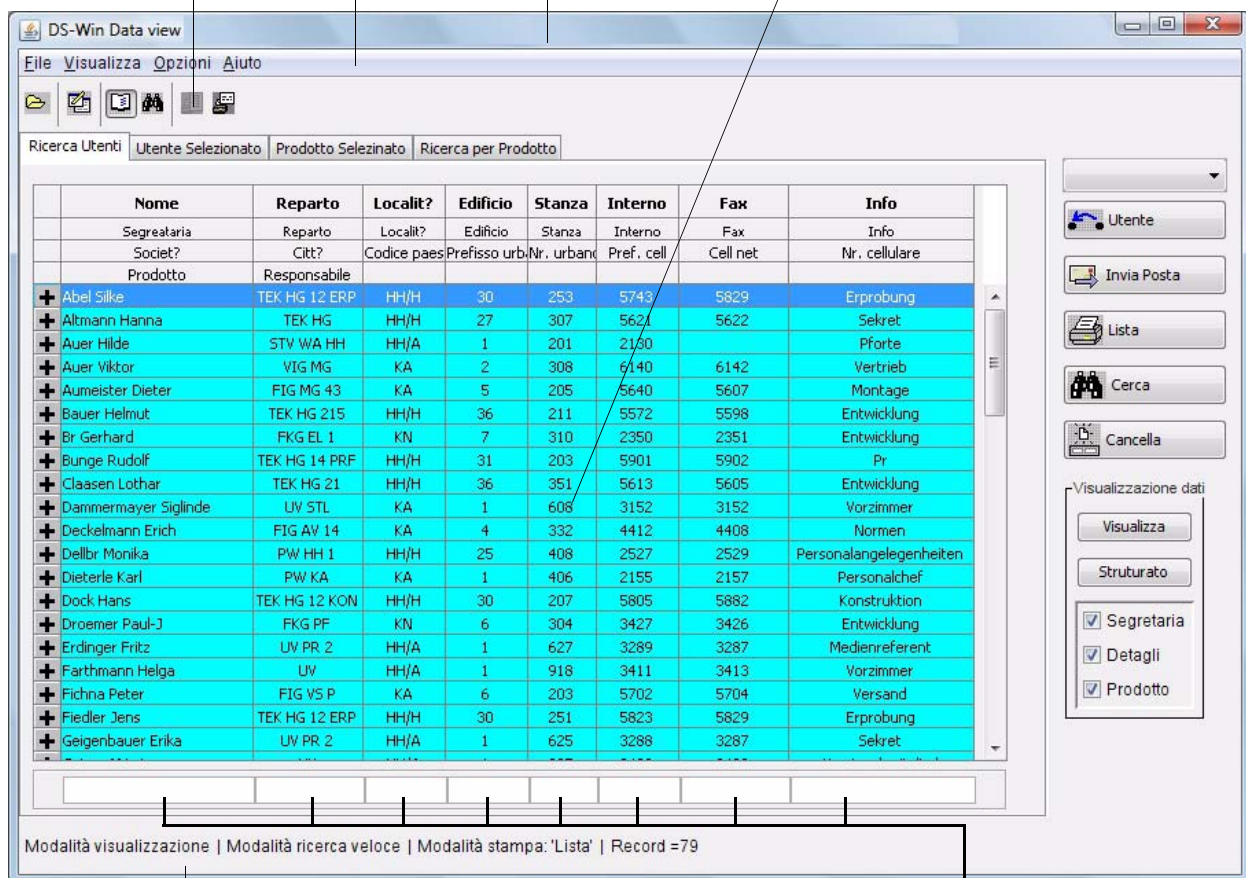 DS-Win Data view
File Visualizza Opzioni Aiuto
Ricerca Utenti Utente Selezionato Prodotto Selezinato Ricerca per Prodotto
Nome Reparto Localit? Edificio Stanza Interno Fax Info
Segreataria Reparto Localit? Edificio Stanza Interno Fax Info
Societ? Citt? Codice paes Prefisso urb. Nr. urbano Pref. cell Cell net Nr. cellulare
Prodotto Responsabile
Abel Silke TEK HG 12 ERP HH/H 30 253 5743 5829 Erprobung
Altmann Hanna TEK HG HH/H 27 307 5621 5622 Sekret
Auer Hilde STV WA HH HH/A 1 201 2130 Pforte
Auer Viktor VIG MG KA 2 308 6140 6142 Vertrieb
Aumeister Dieter FIG MG 43 KA 5 205 5640 5607 Montage
Bauer Helmut TEK HG 215 HH/H 36 211 5572 5598 Entwicklung
Br Gerhard FKG EL 1 KN 7 310 2350 2351 Entwicklung
Bunge Rudolf TEK HG 14 PRF HH/H 31 203 5901 5902 Pr
Claasen Lothar TEK HG 21 HH/H 36 351 5613 5605 Entwicklung
Dammermayer Siglinde UV STL KA 1 608 3152 3152 Vorzimmer
Deckelmann Erich FIG AV 14 KA 4 332 4412 4408 Normen
Dellbr Monika PW HH 1 HH/H 25 408 2527 2529 Personalangelegenheiten
Dieterle Karl PW KA KA 1 406 2155 2157 Personalchef
Dock Hans TEK HG 12 KON HH/H 30 207 5805 5882 Konstruktion
Droemer Paul-J FKG PF KN 6 304 3427 3426 Entwicklung
Erdinger Fritz UV PR 2 HH/A 1 627 3289 3287 Medienreferent
Farthmann Helga UV HH/A 1 918 3411 3413 Vorzimmer
Fichna Peter FIG VS P KA 6 203 5702 5704 Versand
Fiedler Jens TEK HG 12 ERP HH/H 30 251 5823 5829 Erprobung
Geigenbauer Erika UV PR 2 HH/A 1 625 3288 3287 Sekret
Utente
Invia Posta
Lista
Cerca
Cancella
Visualizzazione dati
Visualizza
Struturato
Segretaria
Detagli
Prodotto
Modalità visualizzazione | Modalità ricerca veloce | Modalità stampa: 'Lista' | Record =79